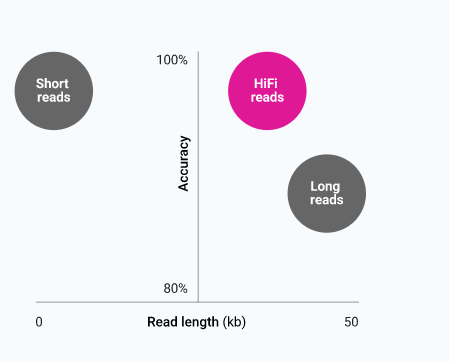 100%
Short
reads
HiFi
reads
Accuracy
Long
reads
80%
0
Read length (kb)
50